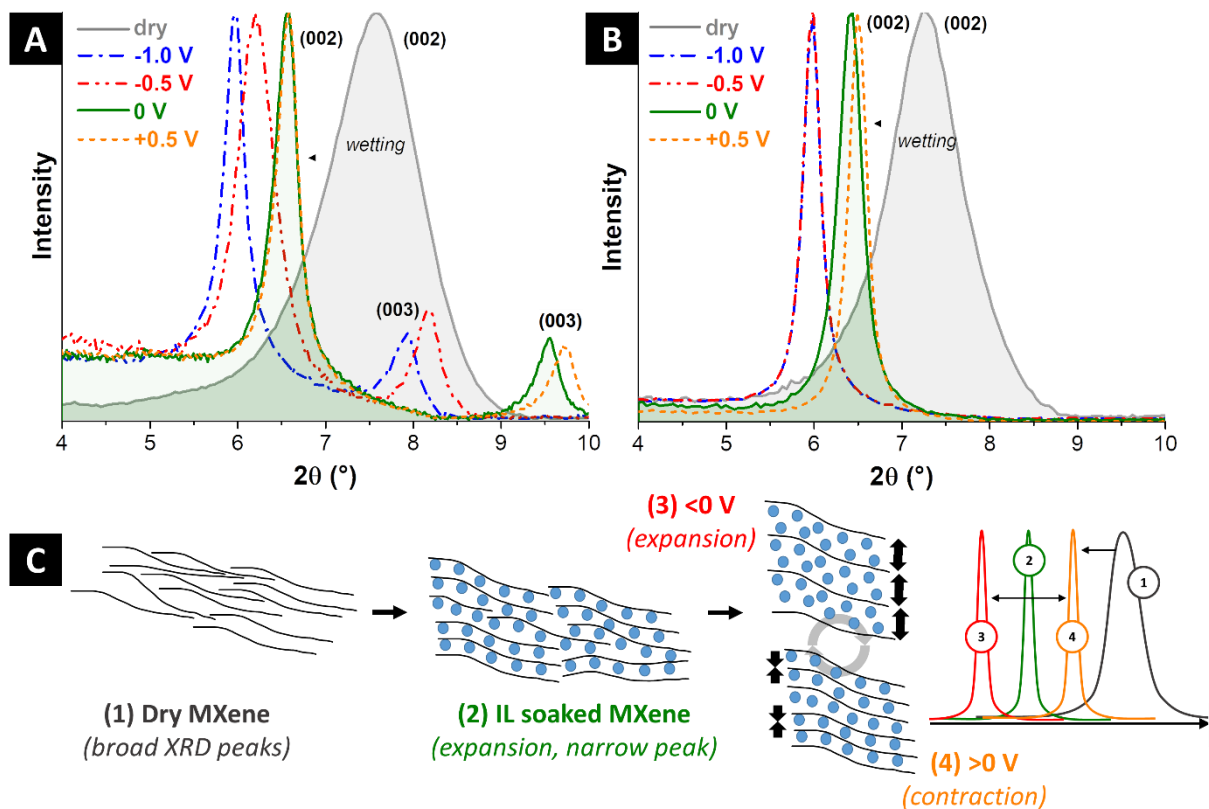 A
dry
-1.0 V
-0.5 V
0 V
+0.5 V
(002)
(002)
wetting
(003)
(003)
Intensity
4 5 6 7 8 9 10
2θ (°)
B
dry
-1.0 V
-0.5 V
0 V
+0.5 V
(002)
(002)
wetting
Intensity
4 5 6 7 8 9 10
2θ (°)
C
(1) Dry MXene
(broad XRD peaks)
(2) IL soaked MXene
(expansion, narrow peak)
(3) <0 V
(expansion)
(4) >0 V
(contraction)
2
1
3
4